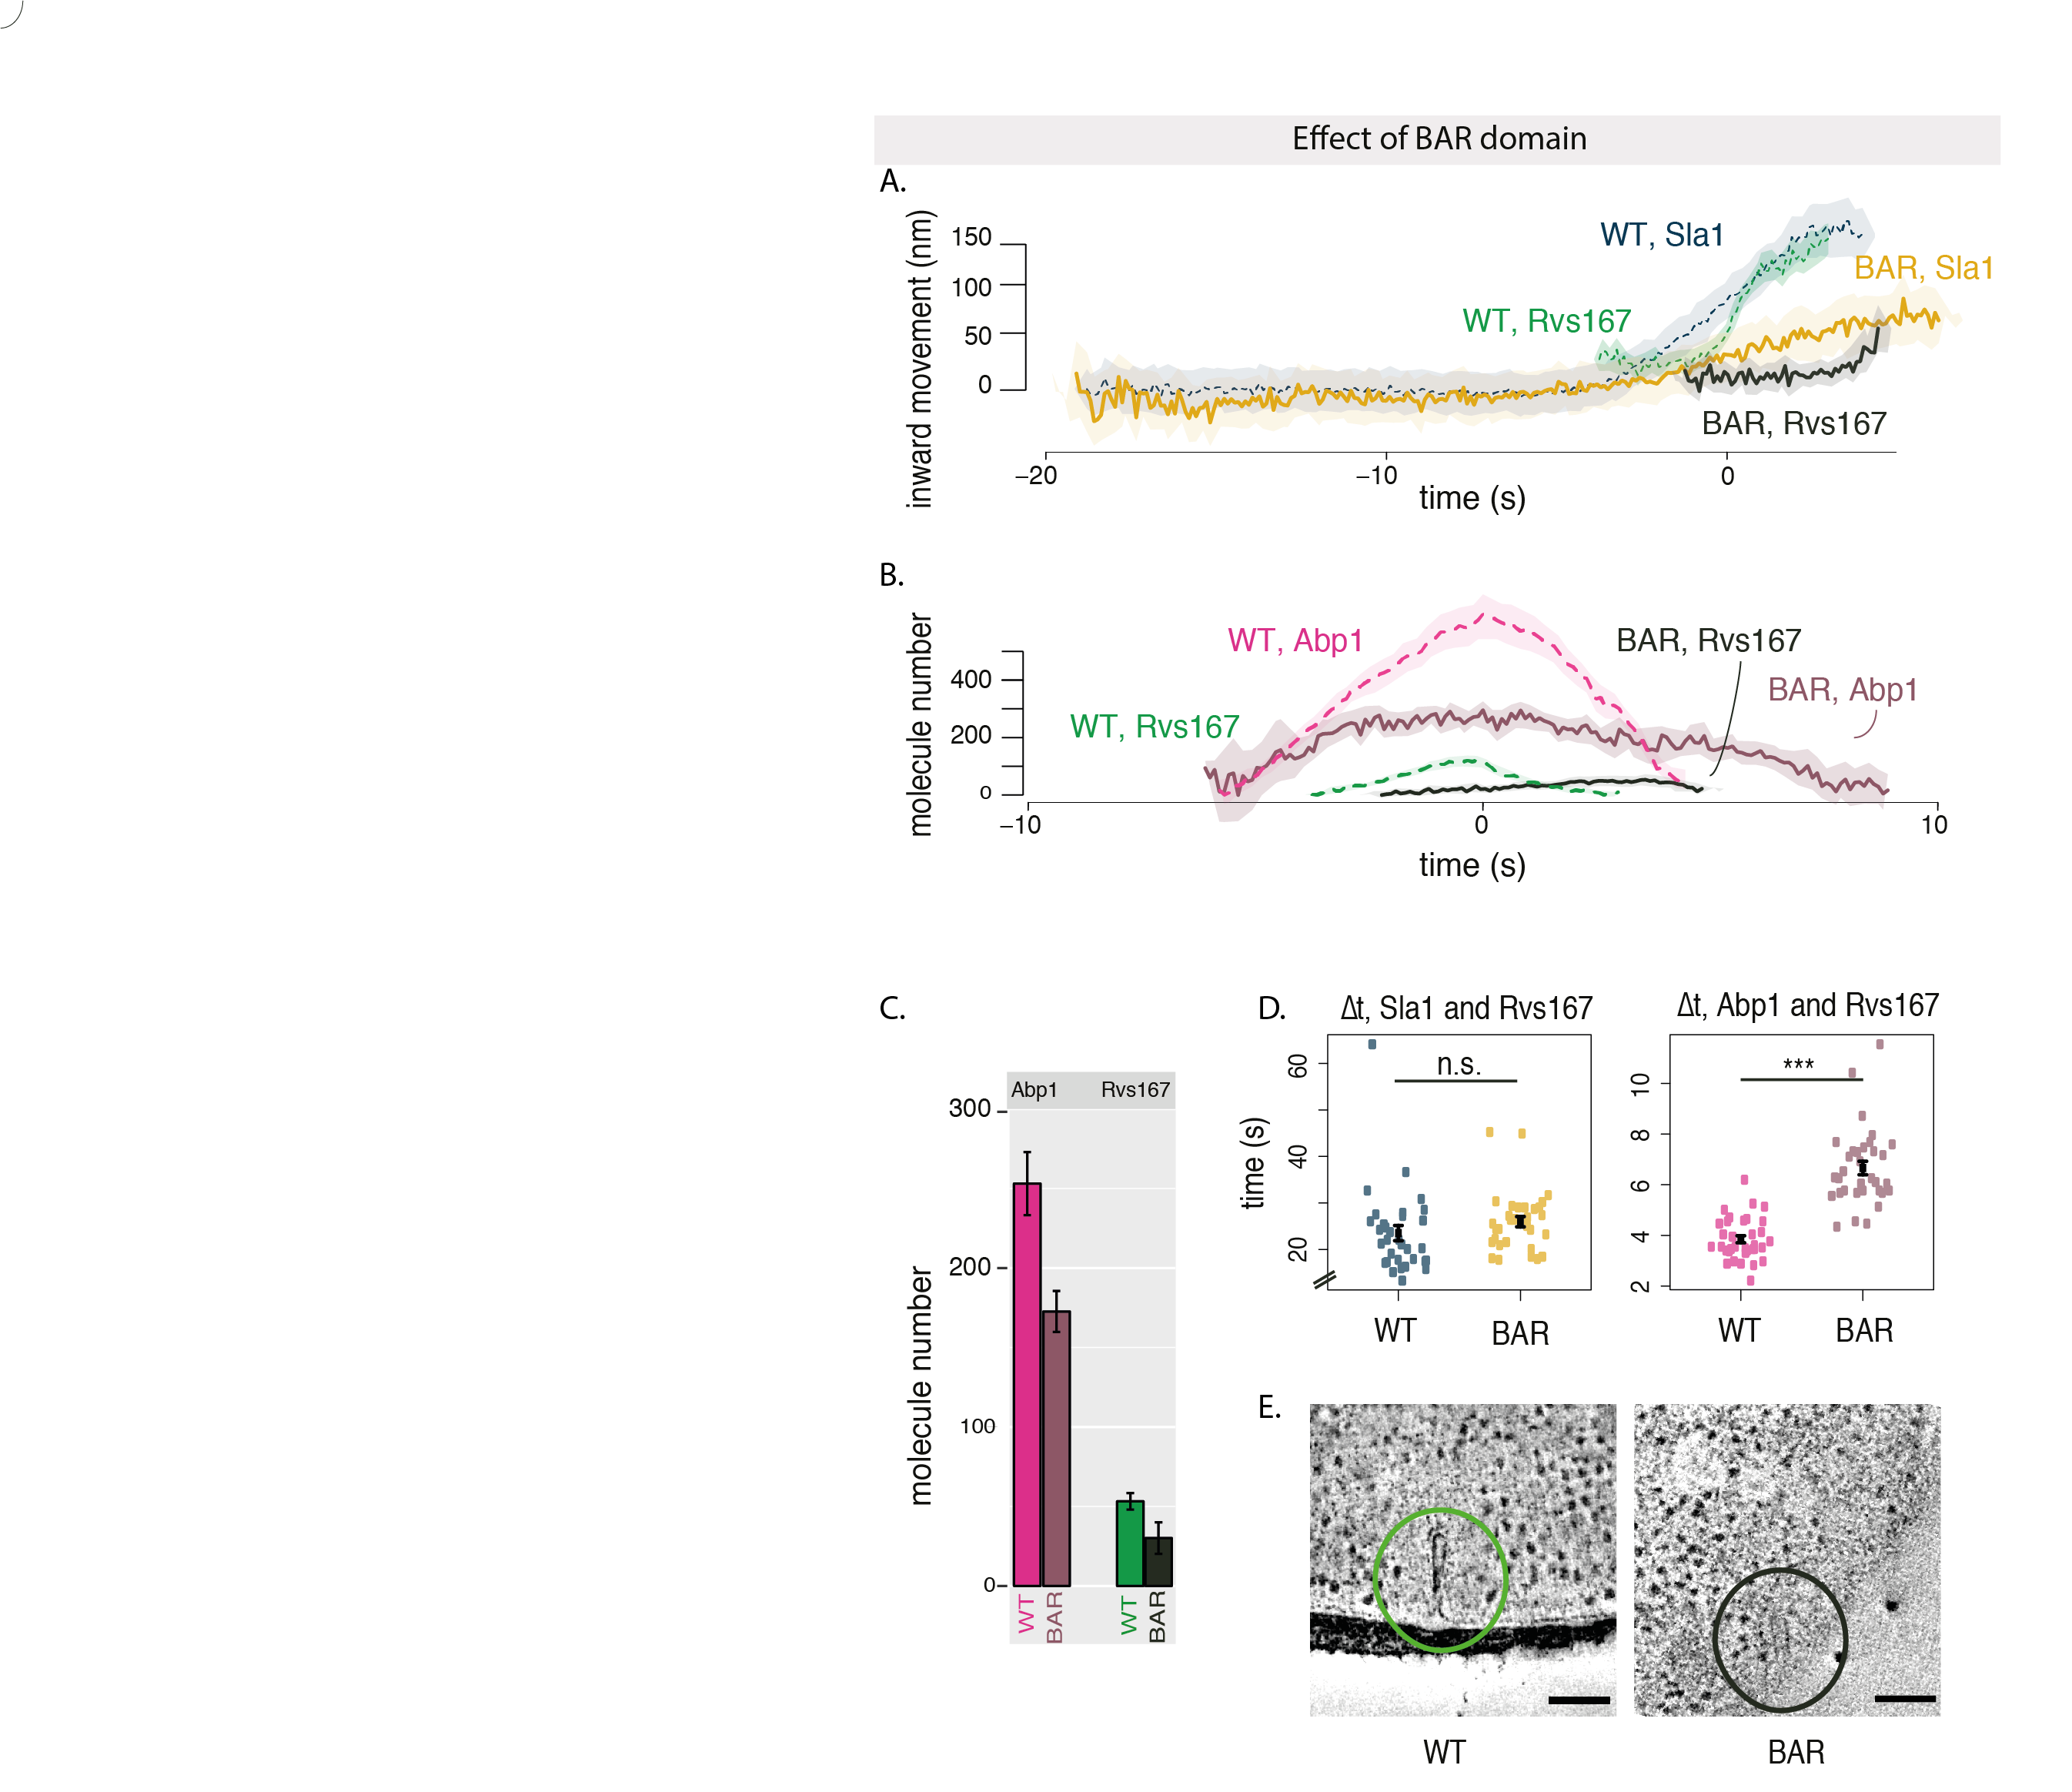 Effect of BAR domain
A.
inward movement (nm)
150
100
50
0
WT, Sla1
BAR, Sla1
WT, Rvs167
BAR, Rvs167
–20
–10
0
time (s)
B.
molecule number
400
200
0
WT, Abp1
BAR, Rvs167
BAR, Abp1
WT, Rvs167
–10
0
10
time (s)
C.
molecule number
Abp1 Rvs167
300
200
100
0
WT
BAR
WT
BAR
D.
Δt, Sla1 and Rvs167
time (s)
60
40
20
n.s.
WT
BAR
Δt, Abp1 and Rvs167
10
8
6
4
2
***
WT
BAR
E.
WT
BAR